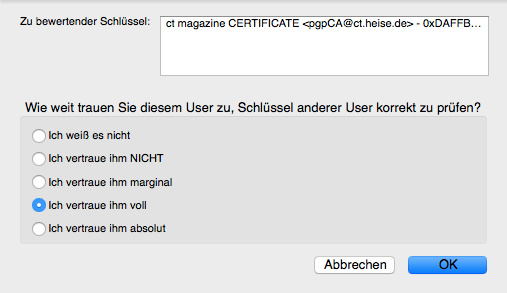 Zu bewertender Schlüssel:
ct magazine CERTIFICATE <pgpCA@ct.heise.de> - 0xDAFFB…
Wie weit trauen Sie diesem User zu, Schlüssel anderer User korrekt zu prüfen?
Ich weiß es nicht
Ich vertraue ihm NICHT
Ich vertraue ihm marginal
Ich vertraue ihm voll
Ich vertraue ihm absolut
Abbrechen
OK